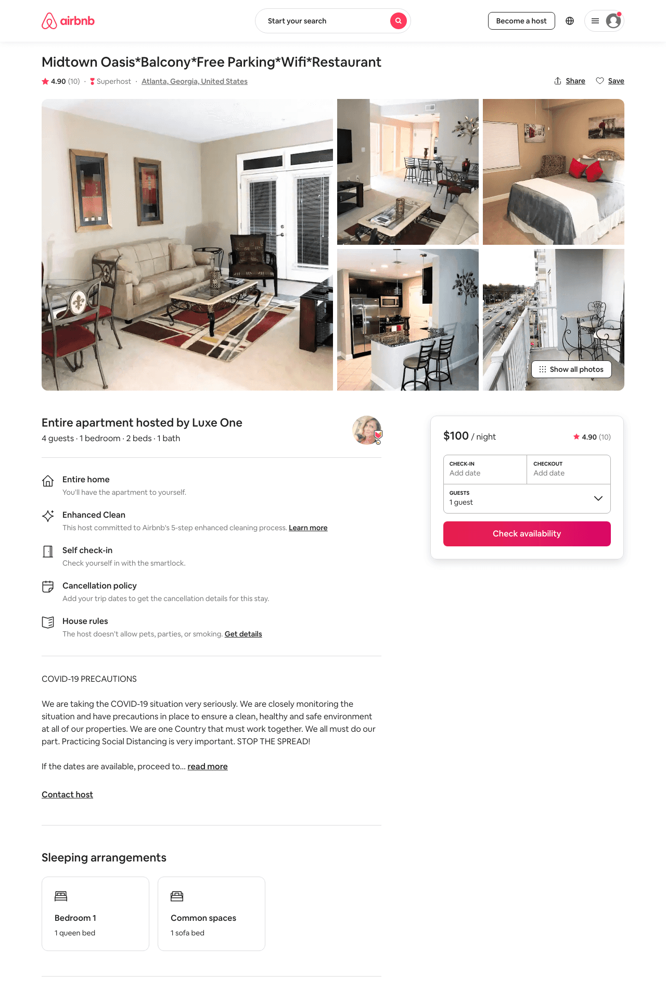 airbnb
Start your search
Become a host
Midtown Oasis*Balcony*Free Parking*Wifi*Restaurant
4.90 (10) · Superhost · Atlanta, Georgia, United States
Share
Save
Show all photos
Entire apartment hosted by Luxe One
4 guests · 1 bedroom · 2 beds · 1 bath
Entire home
You'll have the apartment to yourself.
Enhanced Clean
This host committed to Airbnb's 5-step enhanced cleaning process. Learn more
Self check-in
Check yourself in with the smartlock.
Cancellation policy
Add your trip dates to get the cancellation details for this stay.
House rules
The host doesn't allow pets, parties, or smoking. Get details
$100 / night
4.90 (10)
CHECK-IN
Add date
CHECKOUT
Add date
GUESTS
1 guest
Check availability
COVID-19 PRECAUTIONS
We are taking the COVID-19 situation very seriously. We are closely monitoring the
situation and have precautions in place to ensure a clean, healthy and safe environment
at all of our properties. We are one Country that must work together. We all must do our
part. Practicing Social Distancing is very important. STOP THE SPREAD!
If the dates are available, proceed to... read more
Contact host
Sleeping arrangements
Bedroom 1
1 queen bed
Common spaces
1 sofa bed